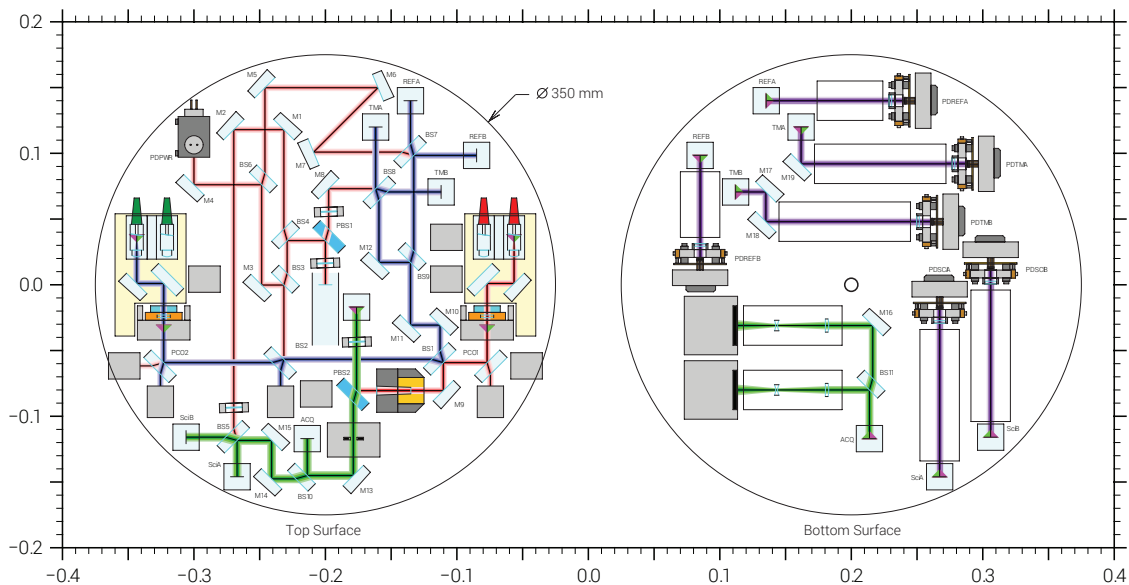 0.2
0.1
0.0
−0.1
−0.2
−0.4
−0.3
−0.2
−0.1
0.0
0.1
0.2
0.3
0.4
Ø 350 mm
M5
M6
REFA
M2
M1
TMA
REFB
BS7
PDPWR
M7
BS6
M8
BS8
M4
TMB
BS4
PBS1
M12
BS9
M3
BS3
M10
M11
PCO2
BS2
BS1
PCO1
PBS2
M9
SciB
M15
ACQ
BS5
SciA
M14
BS10
M13
Top Surface
REFA
PDREFA
TMA
REFB
M19
PDTMA
TMB
M17
M18
PDTMB
PDREFB
PDSCIA
PDSCIB
M16
BS11
ACQ
SciB
SciA
Bottom Surface